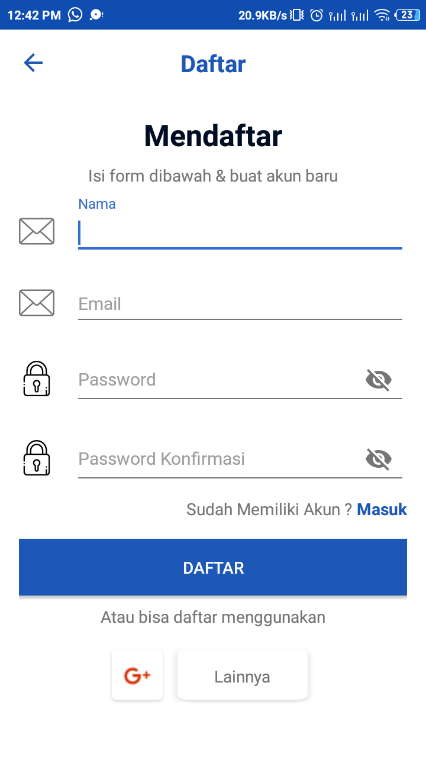 12:42 PM 20.9KB/s 23
Daftar
Mendaftar
Isi form dibawah & buat akun baru
Nama
Email
Password
Password Konfirmasi
Sudah Memiliki Akun ? Masuk
DAFTAR
Atau bisa daftar menggunakan
G+ Lainnya